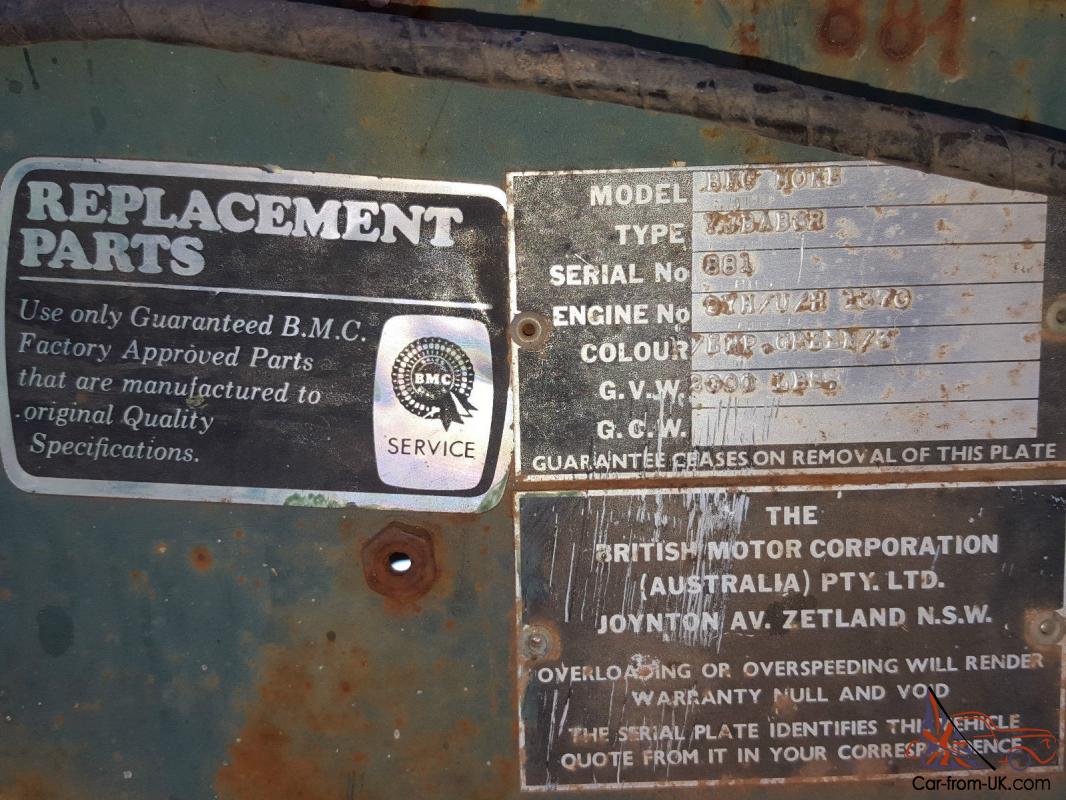 881
REPLACEMENT
PARTS
Use only Guaranteed B.M.C.
Factory Approved Parts
that are manufactured to
original Quality
Specifications.
BMC
SERVICE
MODEL BMC MOKE
TYPE
SERIAL No 881
ENGINE No
COLOUR
G.V.W.
G.C.W.
GUARANTEE CEASES ON REMOVAL OF THIS PLATE
THE
BRITISH MOTOR CORPORATION
(AUSTRALIA) PTY. LTD.
JOYNTON AV. ZETLAND N.S.W.
OVERLOADING OR OVERSPEEDING WILL RENDER
WARRANTY NULL AND VOID
THE SERIAL PLATE IDENTIFIES THIS VEHICLE
QUOTE FROM IT IN YOUR CORRESPONDENCE
Car-from-UK.com